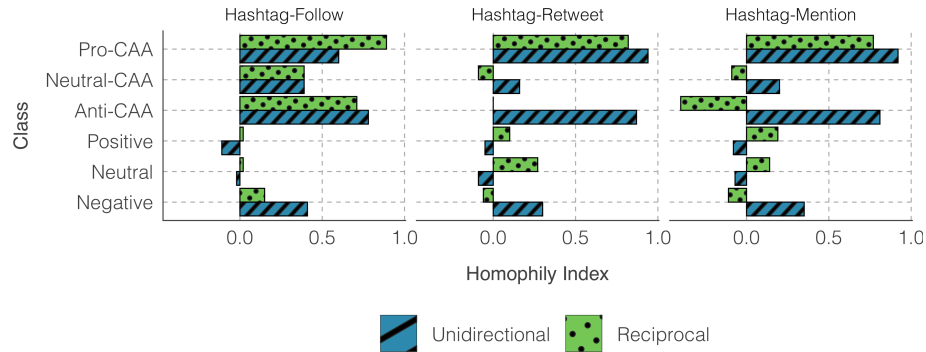 Hashtag-Follow Hashtag-Retweet Hashtag-Mention
Class
Pro-CAA
Neutral-CAA
Anti-CAA
Positive
Neutral
Negative
0.0 0.5 1.0 0.0 0.5 1.0 0.0 0.5 1.0
Homophily Index
Unidirectional Reciprocal